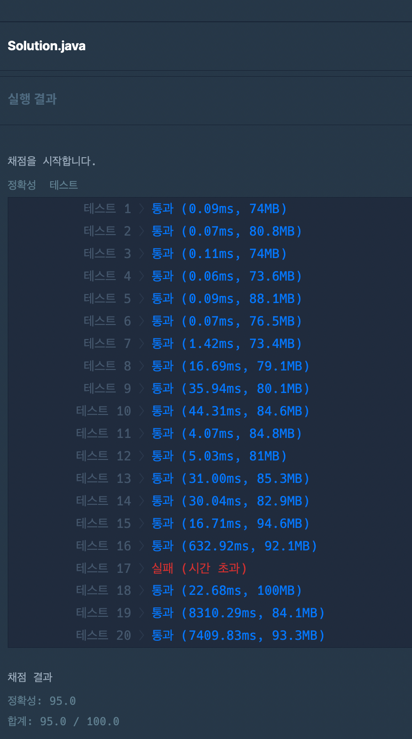 Solution.java
실행 결과
채점을 시작합니다.
정확성 테스트
테스트 1 > 통과 (0.09ms, 74MB)
테스트 2 > 통과 (0.07ms, 80.8MB)
테스트 3 > 통과 (0.11ms, 74MB)
테스트 4 > 통과 (0.06ms, 73.6MB)
테스트 5 > 통과 (0.09ms, 88.1MB)
테스트 6 > 통과 (0.07ms, 76.5MB)
테스트 7 > 통과 (1.42ms, 73.4MB)
테스트 8 > 통과 (16.69ms, 79.1MB)
테스트 9 > 통과 (35.94ms, 80.1MB)
테스트 10 > 통과 (44.31ms, 84.6MB)
테스트 11 > 통과 (4.07ms, 84.8MB)
테스트 12 > 통과 (5.03ms, 81MB)
테스트 13 > 통과 (31.00ms, 85.3MB)
테스트 14 > 통과 (30.04ms, 82.9MB)
테스트 15 > 통과 (16.71ms, 94.6MB)
테스트 16 > 통과 (632.92ms, 92.1MB)
테스트 17 > 실패 (시간 초과)
테스트 18 > 통과 (22.68ms, 100MB)
테스트 19 > 통과 (8310.29ms, 84.1MB)
테스트 20 > 통과 (7409.83ms, 93.3MB)
채점 결과
정확성: 95.0
합계: 95.0 / 100.0